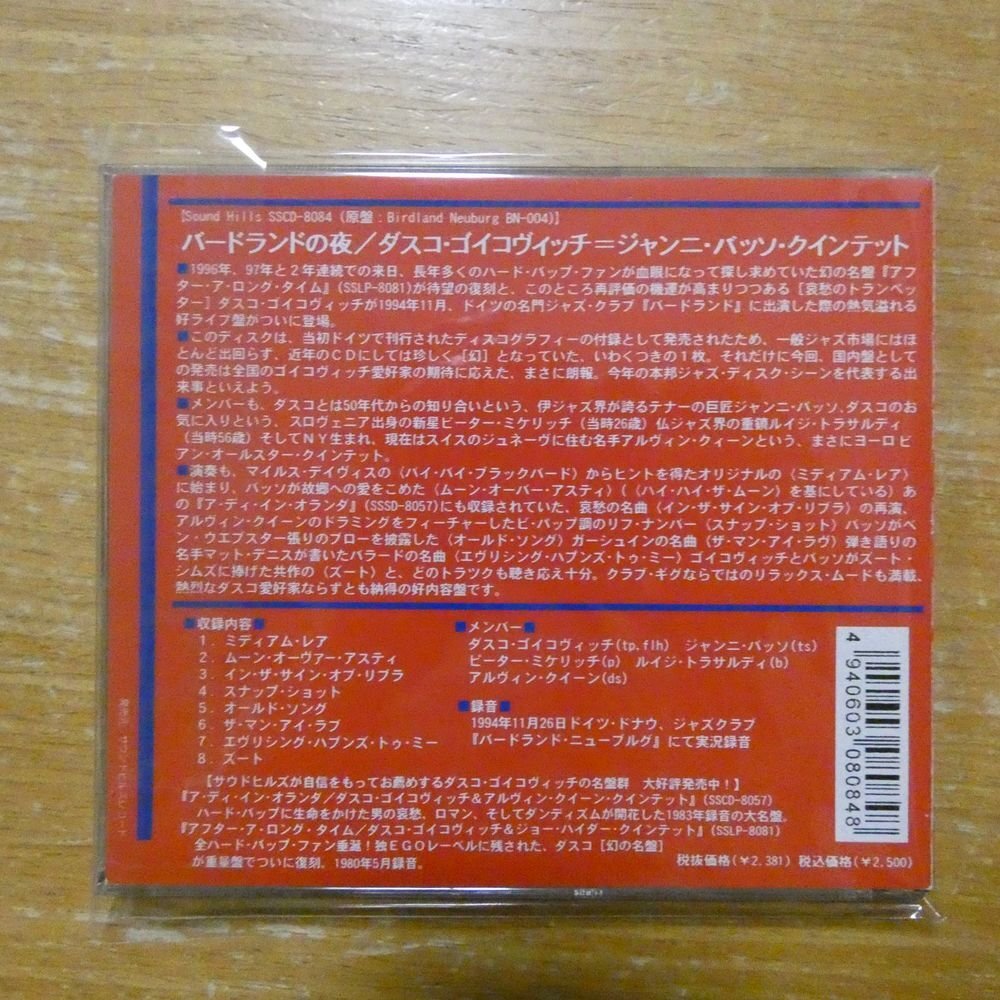 【Sound Hills SSCD-8084 (原盤：Birdland Neuburg BN-004)】
バードランドの夜／ダスコ・ゴイコヴィッチ＝ジャンニ・バッソ・クインテット
■1996年、97年と２年連続での来日、長年多くのハード・バップ・ファンが血眼になって探し求めていた幻の名盤『アフ
ター・ア・ロング・タイム』(SSLP-8081)が待望の復刻と、このところ再評価の機運が高まりつつある［哀愁のトランペッ
ター］ダスコ・ゴイコヴィッチが1994年11月、ドイツの名門ジャズ・クラブ『バードランド』に出演した際の熱気溢れる
好ライブ盤がついに登場。
■このディスクは、当初ドイツで刊行されたディスコグラフィーの付録として発売されたため、一般ジャズ市場にはほ
とんど出回らず、近年のＣＤにしては珍しく［幻］となっていた、いわくつきの１枚。それだけに今回、国内盤として
の発売は全国のゴイコヴィッチ愛好家の期待に応えた、まさに朗報。今年の本邦ジャズ・ディスク・シーンを代表する出
来事といえよう。
■メンバーも、ダスコとは50年代からの知り合いという、伊ジャズ界が誇るテナーの巨匠ジャンニ・バッソ、ダスコのお
気に入りという、スロヴェニア出身の新星ピーター・ミケリッチ（当時26歳）仏ジャズ界の重鎮ルイジ・トラサルディ
（当時56歳）そしてＮＹ生まれ、現在はスイスのジュネーヴに住む名手アルヴィン・クィーンという、まさにヨーロピ
アン・オールスター・クインテット。
■演奏も、マイルス・デイヴィスの〈バイ・バイ・ブラックバード〉からヒントを得たオリジナルの〈ミディアム・レア〉
に始まり、バッソが故郷への愛をこめた〈ムーン・オーバー・アスティ〉(〈ハイ・ハイ・ザ・ムーン〉を基にしている)あ
の『ア・ディ・イン・オランダ』(SSSD-8057)にも収録されていた、哀愁の名曲〈イン・ザ・サイン・オブ・リブラ〉の再演、
アルヴィン・クイーンのドラミングをフィーチャーしたビ・バップ調のリフ・ナンバー〈スナップ・ショット〉バッソがベ
ン・ウエブスター張りのブローを披露した〈オールド・ソング〉ガーシュインの名曲〈ザ・マン・アイ・ラヴ〉弾き語りの
名手マット・デニスが書いたバラードの名曲〈エヴリシング・ハブンズ・トゥ・ミー〉ゴイコヴィッチとバッソがズート・
シムズに捧げた共作の〈ズート〉と、どのトラックも聴き応え十分。クラブ・ギグならではのリラックス・ムードも満載、
熱烈なダスコ愛好家ならずとも納得の好内容盤です。
■収録内容■
1. ミディアム・レア
2. ムーン・オーヴァー・アスティ
3. イン・ザ・サイン・オブ・リブラ
4. スナップ・ショット
5. オールド・ソング
6. ザ・マン・アイ・ラブ
7. エヴリシング・ハブンズ・トゥ・ミー
8. ズート
■メンバー■
ダスコ・ゴイコヴィッチ(tp.flh) ジャンニ・バッソ(ts)
ピーター・ミケリッチ(p) ルイジ・トラサルディ(b)
アルヴィン・クイーン(ds)
■録音■
1994年11月26日ドイツ・ドナウ、ジャズクラブ
『バードランド・ニューブルグ』にて実況録音
【サウドヒルズが自信をもってお薦めするダスコ・ゴイコヴィッチの名盤群 大好評発売中！】
『ア・ディ・イン・オランダ／ダスコ・ゴイコヴィッチ＆アルヴィン・クイーン・クインテット』(SSCD-8057)
ハード・バップに生命をかけた男の哀愁、ロマン、そしてダンディズムが開花した1983年録音の大名盤。
『アフター・ア・ロング・タイム／ダスコ・ゴイコヴィッチ＆ジョー・ハイダー・クインテット』(SSLP-8081)
全ハード・バップ・ファン垂涎！独ＥＧＯレーベルに残された、ダスコ［幻の名盤］
が重量盤でついに復刻。1980年5月録音。
税抜価格(￥2,381) 税込価格(￥2,500)
4 940603 080848